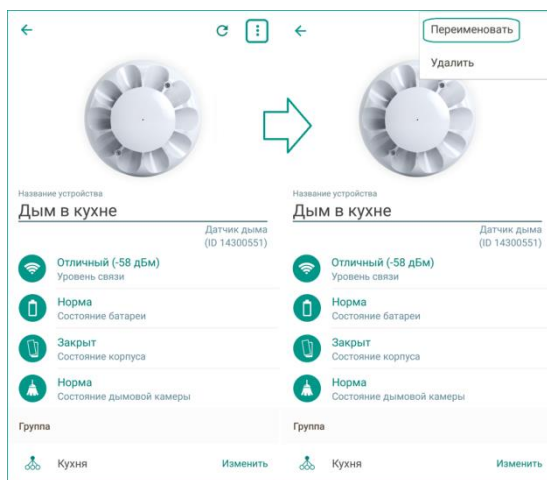 Название устройства
Дым в кухне
Датчик дыма
(ID 14300551)
Отличный (-58 дБм)
Уровень связи
Норма
Состояние батареи
Закрыт
Состояние корпуса
Норма
Состояние дымовой камеры
Группа
Кухня Изменить
Переименовать
Удалить
Название устройства
Дым в кухне
Датчик дыма
(ID 14300551)
Отличный (-58 дБм)
Уровень связи
Норма
Состояние батареи
Закрыт
Состояние корпуса
Норма
Состояние дымовой камеры
Группа
Кухня Изменить